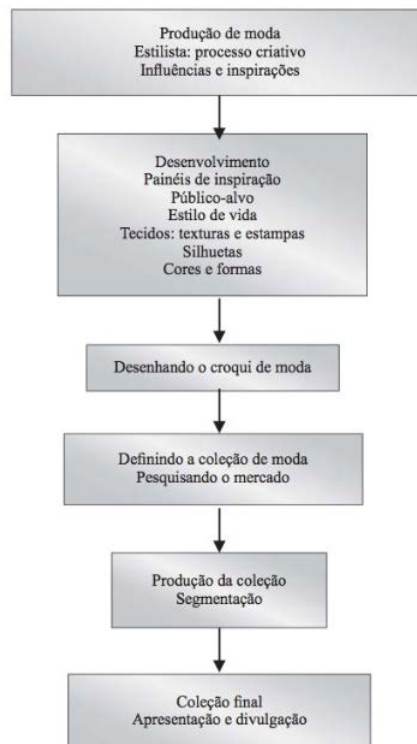 Produção de moda
Estilista: processo criativo
Influências e inspirações
Desenvolvimento
Painéis de inspiração
Público-alvo
Estilo de vida
Tecidos: texturas e estampas
Silhuetas
Cores e formas
Desenhando o croqui de moda
Definindo a coleção de moda
Pesquisando o mercado
Produção da coleção
Segmentação
Coleção final
Apresentação e divulgação